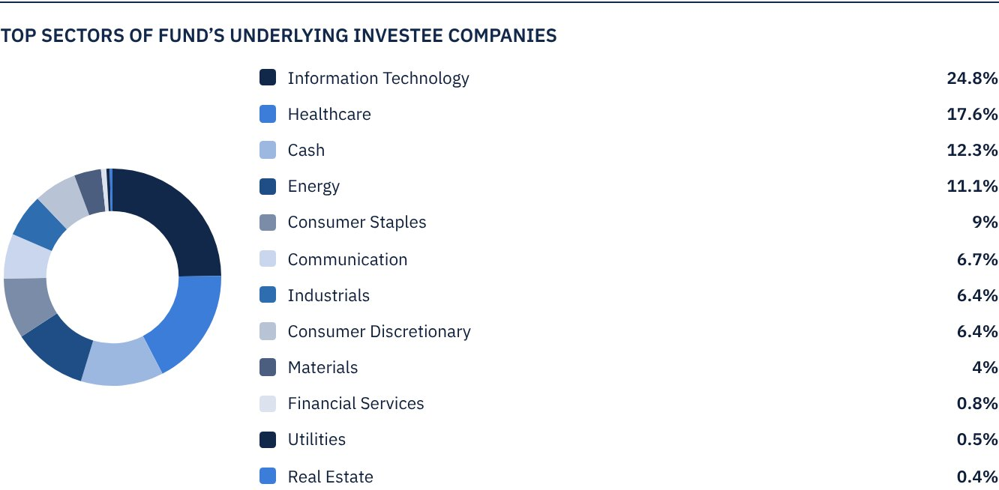 TOP SECTORS OF FUND’S UNDERLYING INVESTEE COMPANIES
Information Technology 24.8%
Healthcare 17.6%
Cash 12.3%
Energy 11.1%
Consumer Staples 9%
Communication 6.7%
Industrials 6.4%
Consumer Discretionary 6.4%
Materials 4%
Financial Services 0.8%
Utilities 0.5%
Real Estate 0.4%